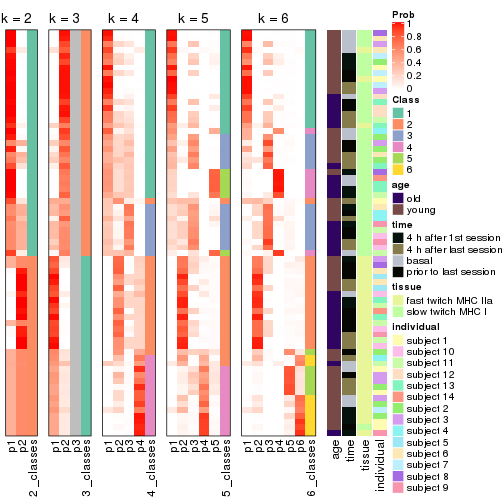 k = 2
k = 3
k = 4
k = 5
k = 6
p1
p2
2_classes
p1
p2
p3
3_classes
p1
p2
p3
p4
4_classes
p1
p2
p3
p4
p5
5_classes
p1
p2
p3
p4
p5
p6
6_classes
age
time
tissue
individual
Prob
1
0.8
0.6
0.4
0.2
0
Class
1
2
3
4
5
6
age
old
young
time
4 h after 1st session
4 h after last session
basal
prior to last session
tissue
fast twitch MHC IIa
slow twitch MHC I
individual
subject 1
subject 10
subject 11
subject 12
subject 13
subject 14
subject 2
subject 3
subject 4
subject 5
subject 6
subject 7
subject 8
subject 9